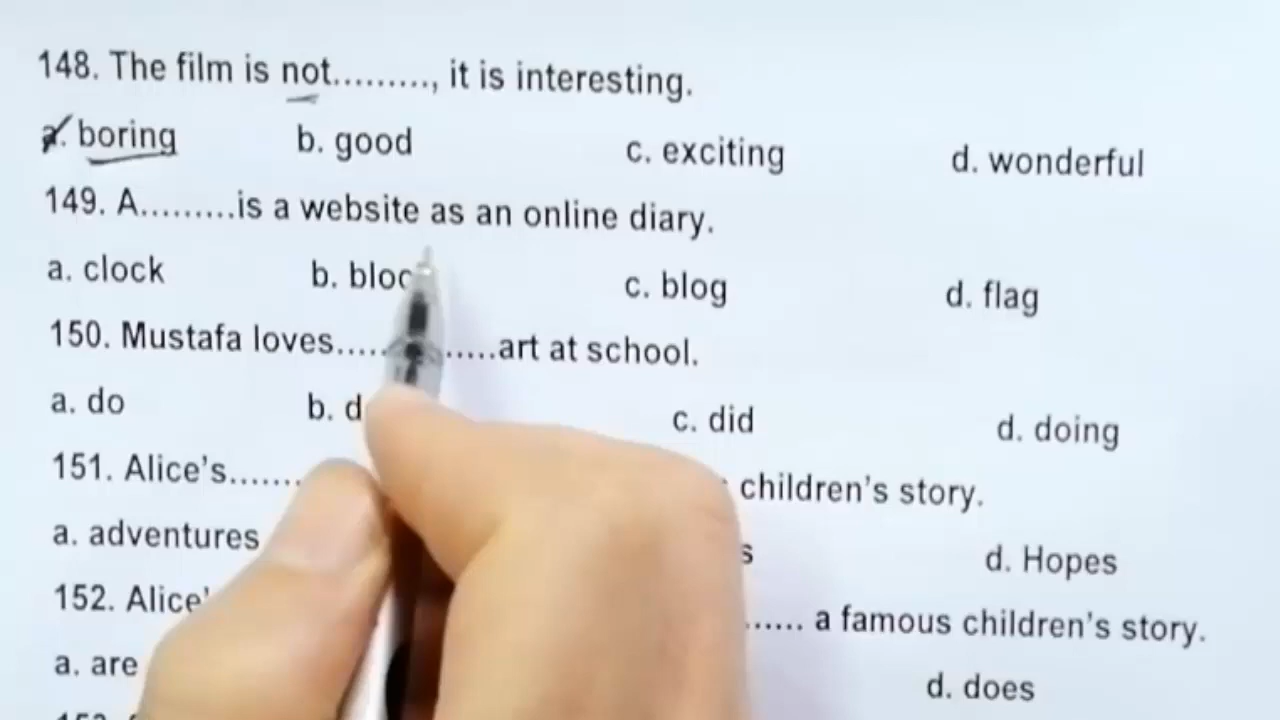 148. The film is not.........., it is interesting.
a. boring b. good c. exciting d. wonderful
149. A.........is a website as an online diary.
a. clock b. bloc c. blog d. flag
150. Mustafa loves..... .....art at school.
a. do b. d c. did d. doing
151. Alice's....... children's story.
a. adventures s d. Hopes
152. Alice' ...... a famous children's story.
a. are d. does